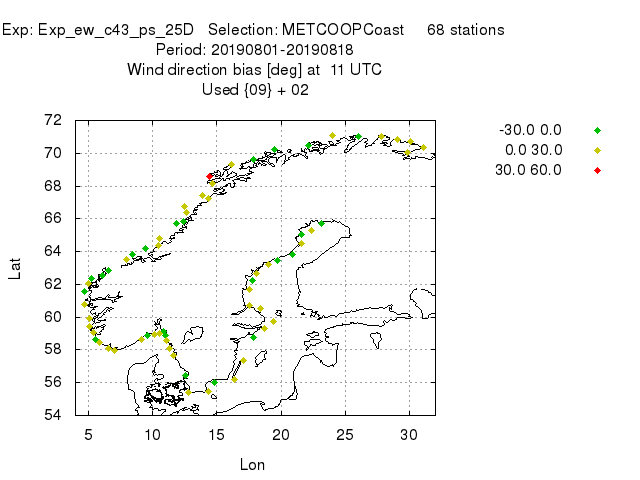 Exp: Exp_ew_c43_ps_25D   Selection: METCOOPCoast     68 stations
Period: 20190801-20190818
Wind direction bias [deg] at  11 UTC
Used {09} + 02
-30.0 0.0
0.0 30.0
30.0 60.0
72
70
68
66
64
62
60
58
56
54
Lat
5 10 15 20 25 30
Lon